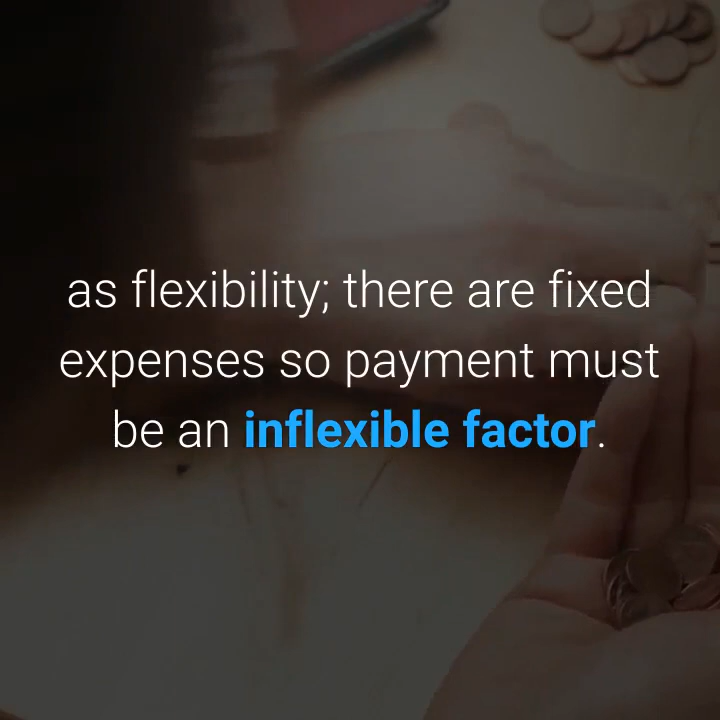 as flexibility; there are fixed
expenses so payment must
be an inflexible factor.